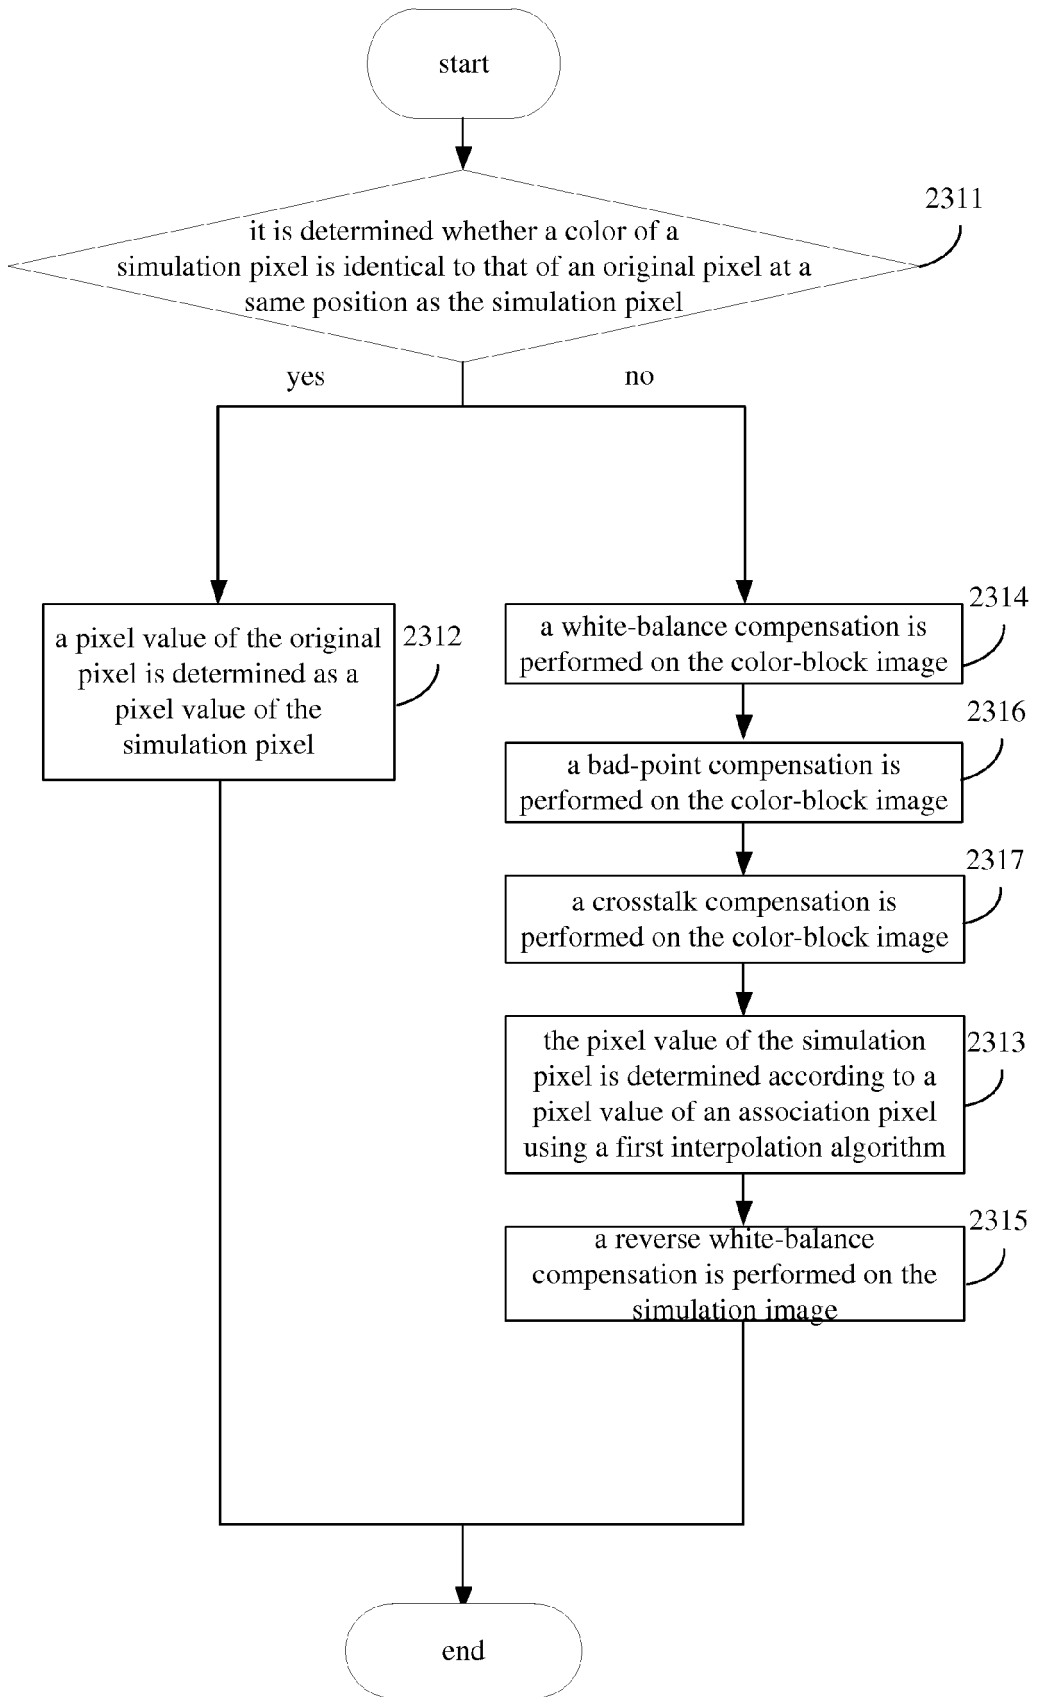 start
2311
it is determined whether a color of a
simulation pixel is identical to that of an original pixel at a
same position as the simulation pixel
yes
no
2312
a pixel value of the original
pixel is determined as a
pixel value of the
simulation pixel
2314
a white-balance compensation is
performed on the color-block image
2316
a bad-point compensation is
performed on the color-block image
2317
a crosstalk compensation is
performed on the color-block image
2313
the pixel value of the simulation
pixel is determined according to a
pixel value of an association pixel
using a first interpolation algorithm
2315
a reverse white-balance
compensation is performed on the
simulation image
end